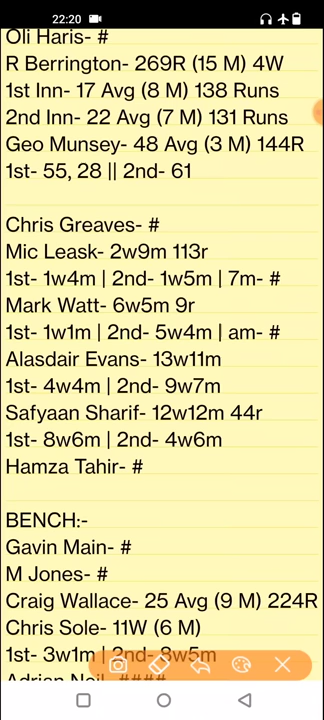 22:20
Oli Haris- #
R Berrington- 269R (15 M) 4W
1st Inn- 17 Avg (8 M) 138 Runs
2nd Inn- 22 Avg (7 M) 131 Runs
Geo Munsey- 48 Avg (3 M) 144R
1st- 55, 28 || 2nd- 61
Chris Greaves- #
Mic Leask- 2w9m 113r
1st- 1w4m | 2nd- 1w5m | 7m- #
Mark Watt- 6w5m 9r
1st- 1w1m | 2nd- 5w4m | am- #
Alasdair Evans- 13w11m
1st- 4w4m | 2nd- 9w7m
Safyaan Sharif- 12w12m 44r
1st- 8w6m | 2nd- 4w6m
Hamza Tahir- #
BENCH:-
Gavin Main- #
M Jones- #
Craig Wallace- 25 Avg (9 M) 224R
Chris Sole- 11W (6 M)
1st- 3w1m | 2nd- 8w5m
Adrian Neil- ####